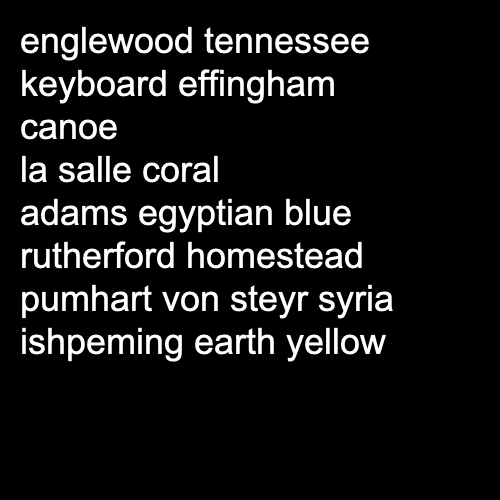 englewood tennessee
keyboard effingham
canoe
la salle coral
adams egyptian blue
rutherford homestead
pumhart von steyr syria
ishpeming earth yellow